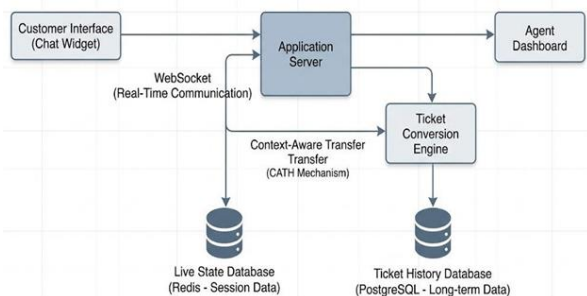 Customer Interface
(Chat Widget)
Application
Server
Agent
Dashboard
WebSocket
(Real-Time Communication)
Ticket
Conversion
Engine
Context-Aware Transfer
Transfer
(CATH Mechanism)
Live State Database
(Redis - Session Data)
Ticket History Database
(PostgreSQL - Long-term Data)